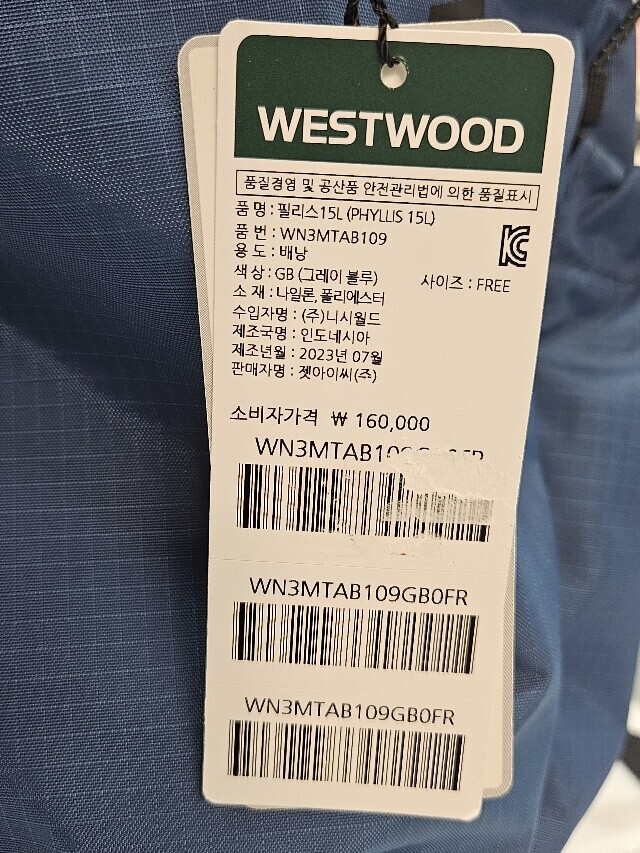 WESTWOOD
품질경영 및 공산품 안전관리법에 의한 품질표시
품 명 : 필리스15L (PHYLLIS 15L)
품 번 : WN3MTAB109
용 도 : 배낭
색 상 : GB (그레이 블루) 사이즈 : FREE
소 재 : 나일론, 폴리에스터
수입자명 : (주)니시월드
제조국명 : 인도네시아
제조년월 : 2023년 07월
판매자명 : 젯아이씨(주)
소비자가격 ₩ 160,000
WN3MTAB109GB0FR
WN3MTAB109GB0FR